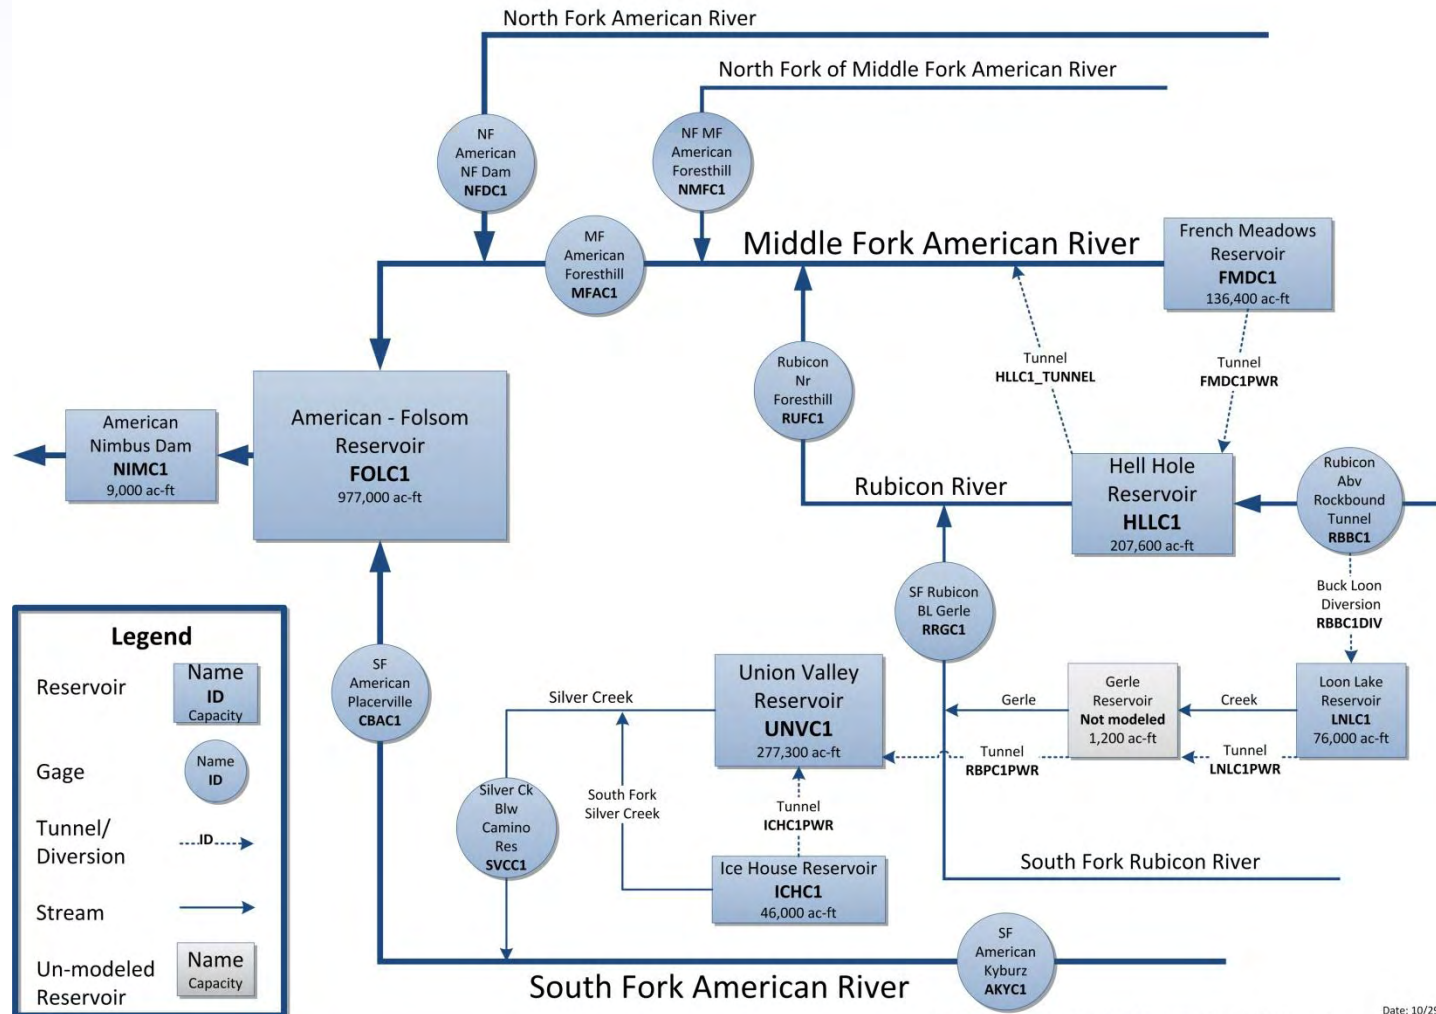 North Fork American River
North Fork of Middle Fork American River
NF
American
NF Dam
NFDC1
NF MF
American
Foresthill
NMFC1
MF
American
Foresthill
MFAC1
Middle Fork American River
French Meadows
Reservoir
FMDC1
136,400 ac-ft
Tunnel
HLLC1_TUNNEL
Tunnel
FMDC1PWR
Rubicon
Nr
Foresthill
RUFC1
American
Nimbus Dam
NIMC1
9,000 ac-ft
American - Folsom
Reservoir
FOLC1
977,000 ac-ft
Rubicon River
Hell Hole
Reservoir
HLLC1
207,600 ac-ft
Rubicon
Abv
Rockbound
Tunnel
RBBC1
Buck Loon
Diversion
RBBC1DIV
SF Rubicon
BL Gerle
RRGC1
SF
American
Placerville
CBAC1
Silver Creek
Union Valley
Reservoir
UNVC1
277,300 ac-ft
Gerle
Gerle
Reservoir
Not modeled
1,200 ac-ft
Creek
Loon Lake
Reservoir
LNLC1
76,000 ac-ft
Tunnel
RBPC1PWR
Tunnel
LNLC1PWR
Silver Ck
Blw
Camino
Res
SVCC1
South Fork
Silver Creek
Tunnel
ICHC1PWR
Ice House Reservoir
ICHC1
46,000 ac-ft
South Fork Rubicon River
SF
American
Kyburz
AKYC1
South Fork American River
Legend
Reservoir
Name
ID
Capacity
Gage
Name
ID
Tunnel/
Diversion
ID
Stream
Un-modeled
Reservoir
Name
Capacity
Date: 10/29